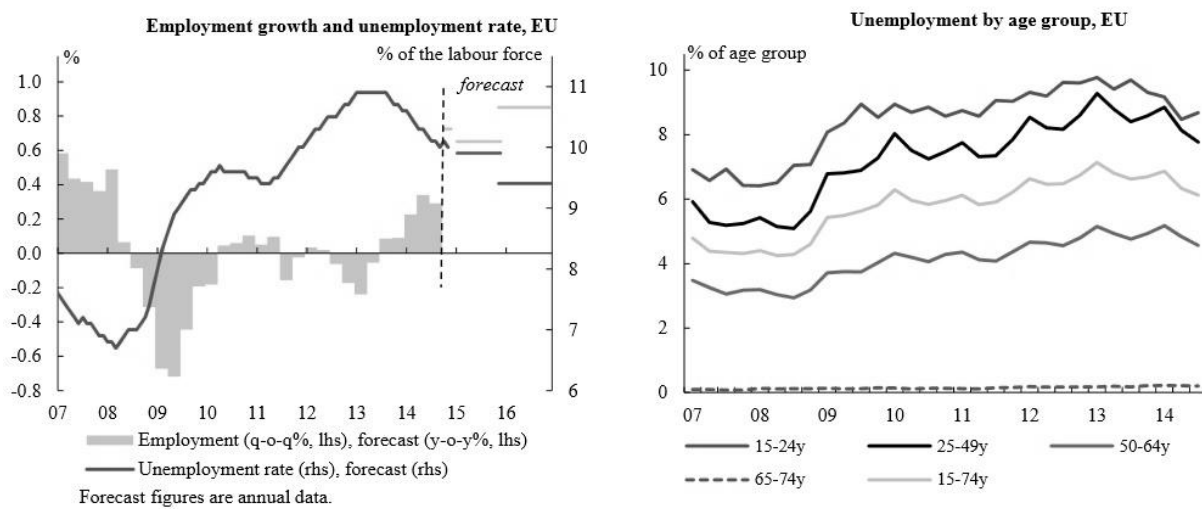 Employment growth and unemployment rate, EU
%
% of the labour force
forecast
1.0
0.8
0.6
0.4
0.2
0.0
-0.2
-0.4
-0.6
-0.8
11
10
9
8
7
6
07 08 09 10 11 12 13 14 15 16
Employment (q-o-q%, lhs), forecast (y-o-y%, lhs)
Unemployment rate (rhs), forecast (rhs)
Forecast figures are annual data.
Unemployment by age group, EU
% of age group
10
8
6
4
2
0
07 08 09 10 11 12 13 14
15-24y 25-49y 50-64y
65-74y 15-74y